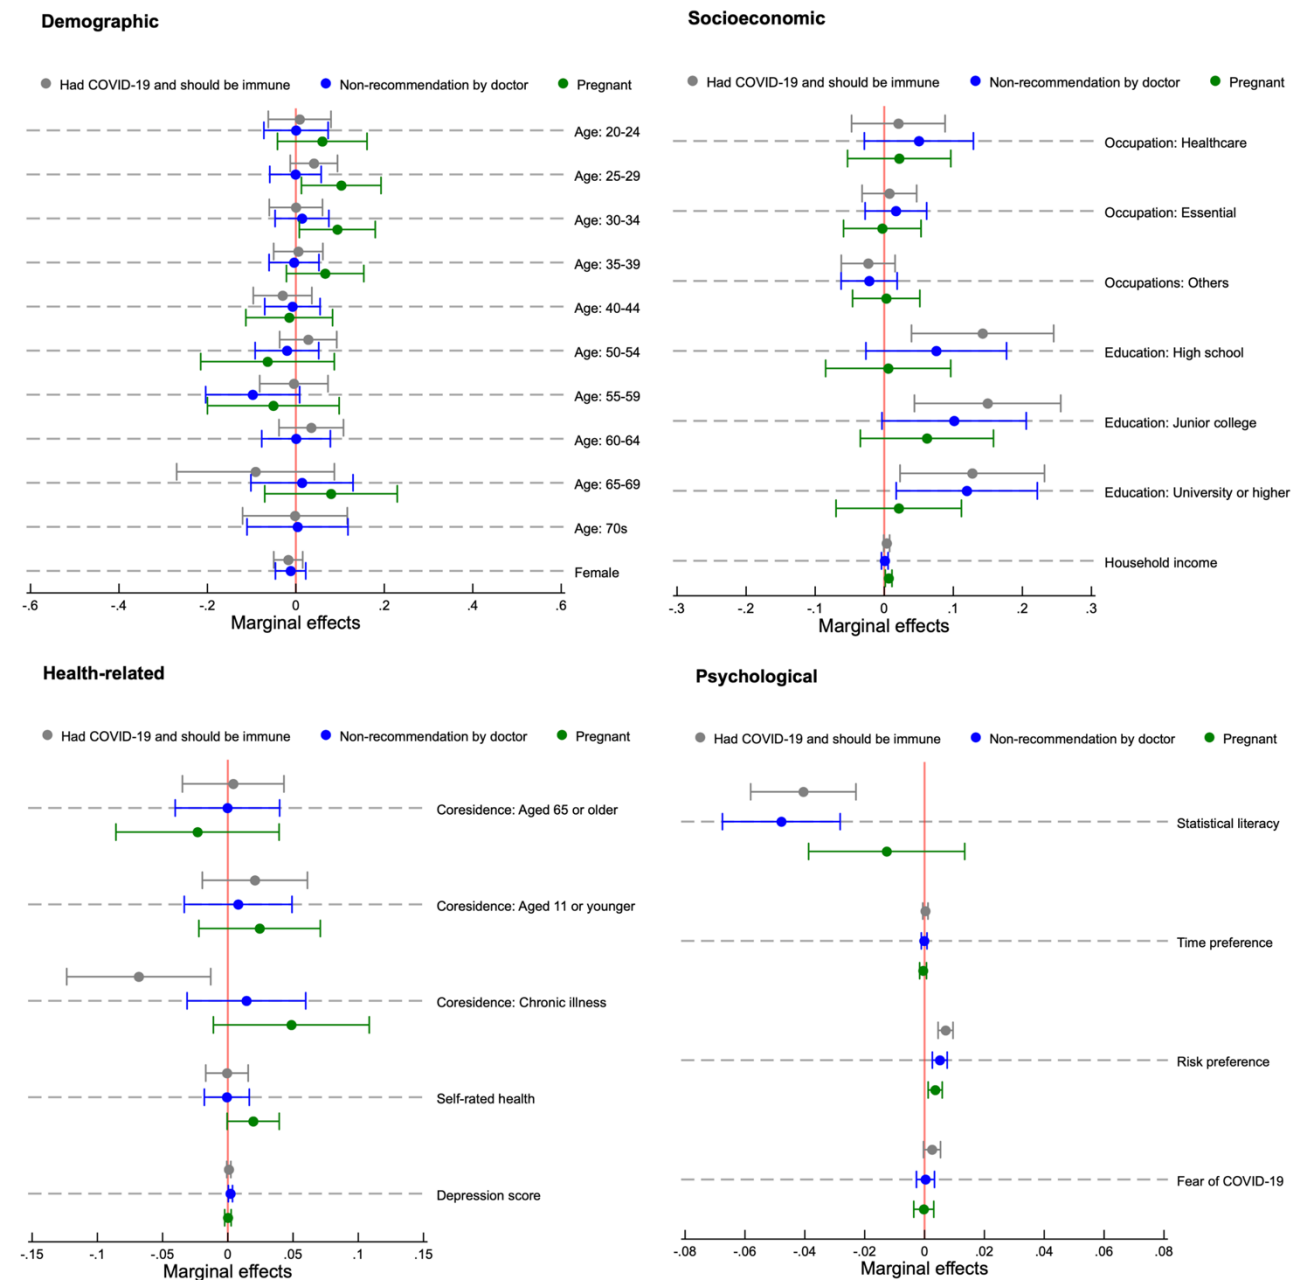 Demographic
Had COVID-19 and should be immune Non-recommendation by doctor Pregnant
Age: 20-24
Age: 25-29
Age: 30-34
Age: 35-39
Age: 40-44
Age: 50-54
Age: 55-59
Age: 60-64
Age: 65-69
Age: 70s
Female
-.6 -.4 -.2 0 .2 .4 .6
Marginal effects
Socioeconomic
Had COVID-19 and should be immune Non-recommendation by doctor Pregnant
Occupation: Healthcare
Occupation: Essential
Occupations: Others
Education: High school
Education: Junior college
Education: University or higher
Household income
-.3 -.2 -.1 0 .1 .2 .3
Marginal effects
Health-related
Had COVID-19 and should be immune Non-recommendation by doctor Pregnant
Coresidence: Aged 65 or older
Coresidence: Aged 11 or younger
Coresidence: Chronic illness
Self-rated health
Depression score
-.15 -.1 -.05 0 .05 .1 .15
Marginal effects
Psychological
Had COVID-19 and should be immune Non-recommendation by doctor Pregnant
Statistical literacy
Time preference
Risk preference
Fear of COVID-19
-.08 -.06 -.04 -.02 0 .02 .04 .06 .08
Marginal effects